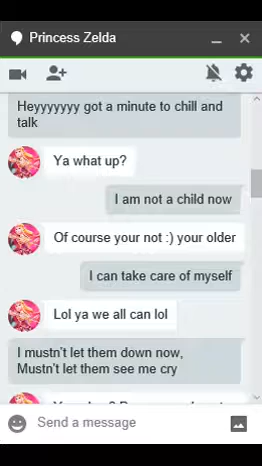 Princess Zelda
Heyyyyyyy got a minute to chill and
talk
Ya what up?
I am not a child now
Of course your not :) your older
I can take care of myself
Lol ya we all can lol
I mustn't let them down now,
Mustn't let them see me cry
Send a message